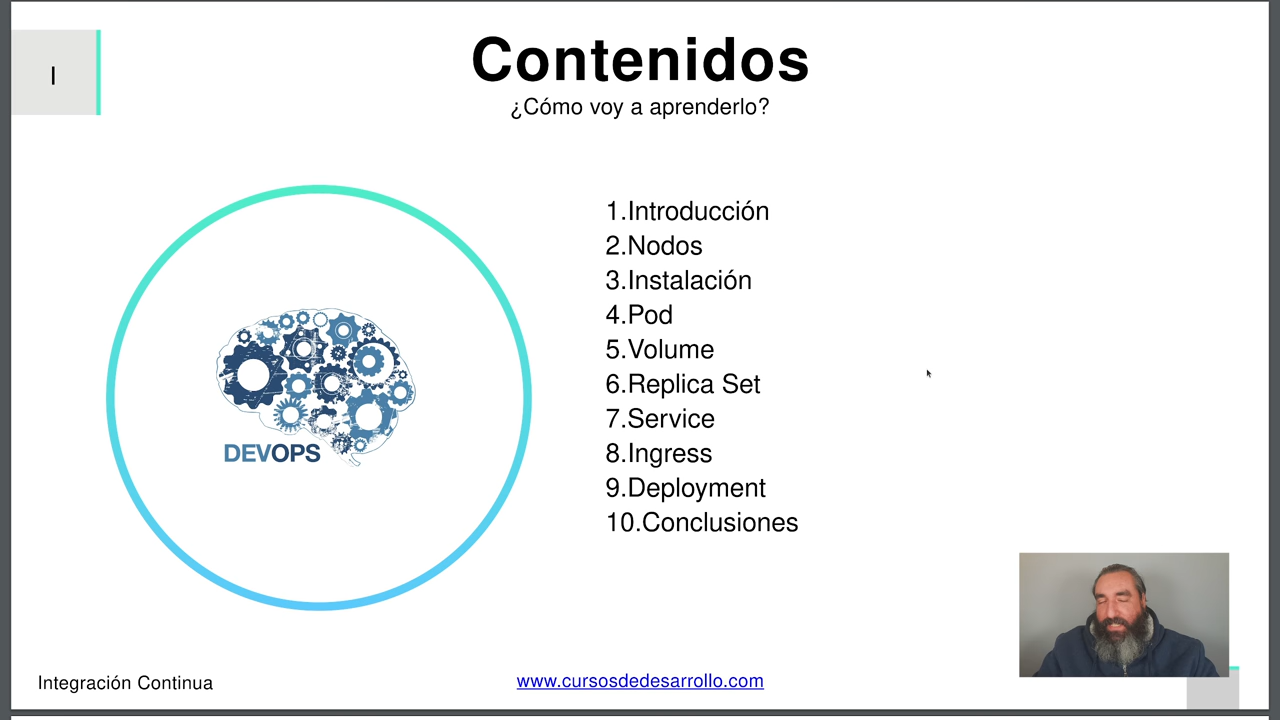 I
Contenidos
¿Cómo voy a aprenderlo?
1.Introducción
2.Nodos
3.Instalación
4.Pod
5.Volume
6.Replica Set
7.Service
8.Ingress
9.Deployment
10.Conclusiones
DEVOPS
Integración Continua
www.cursosdedesarrollo.com